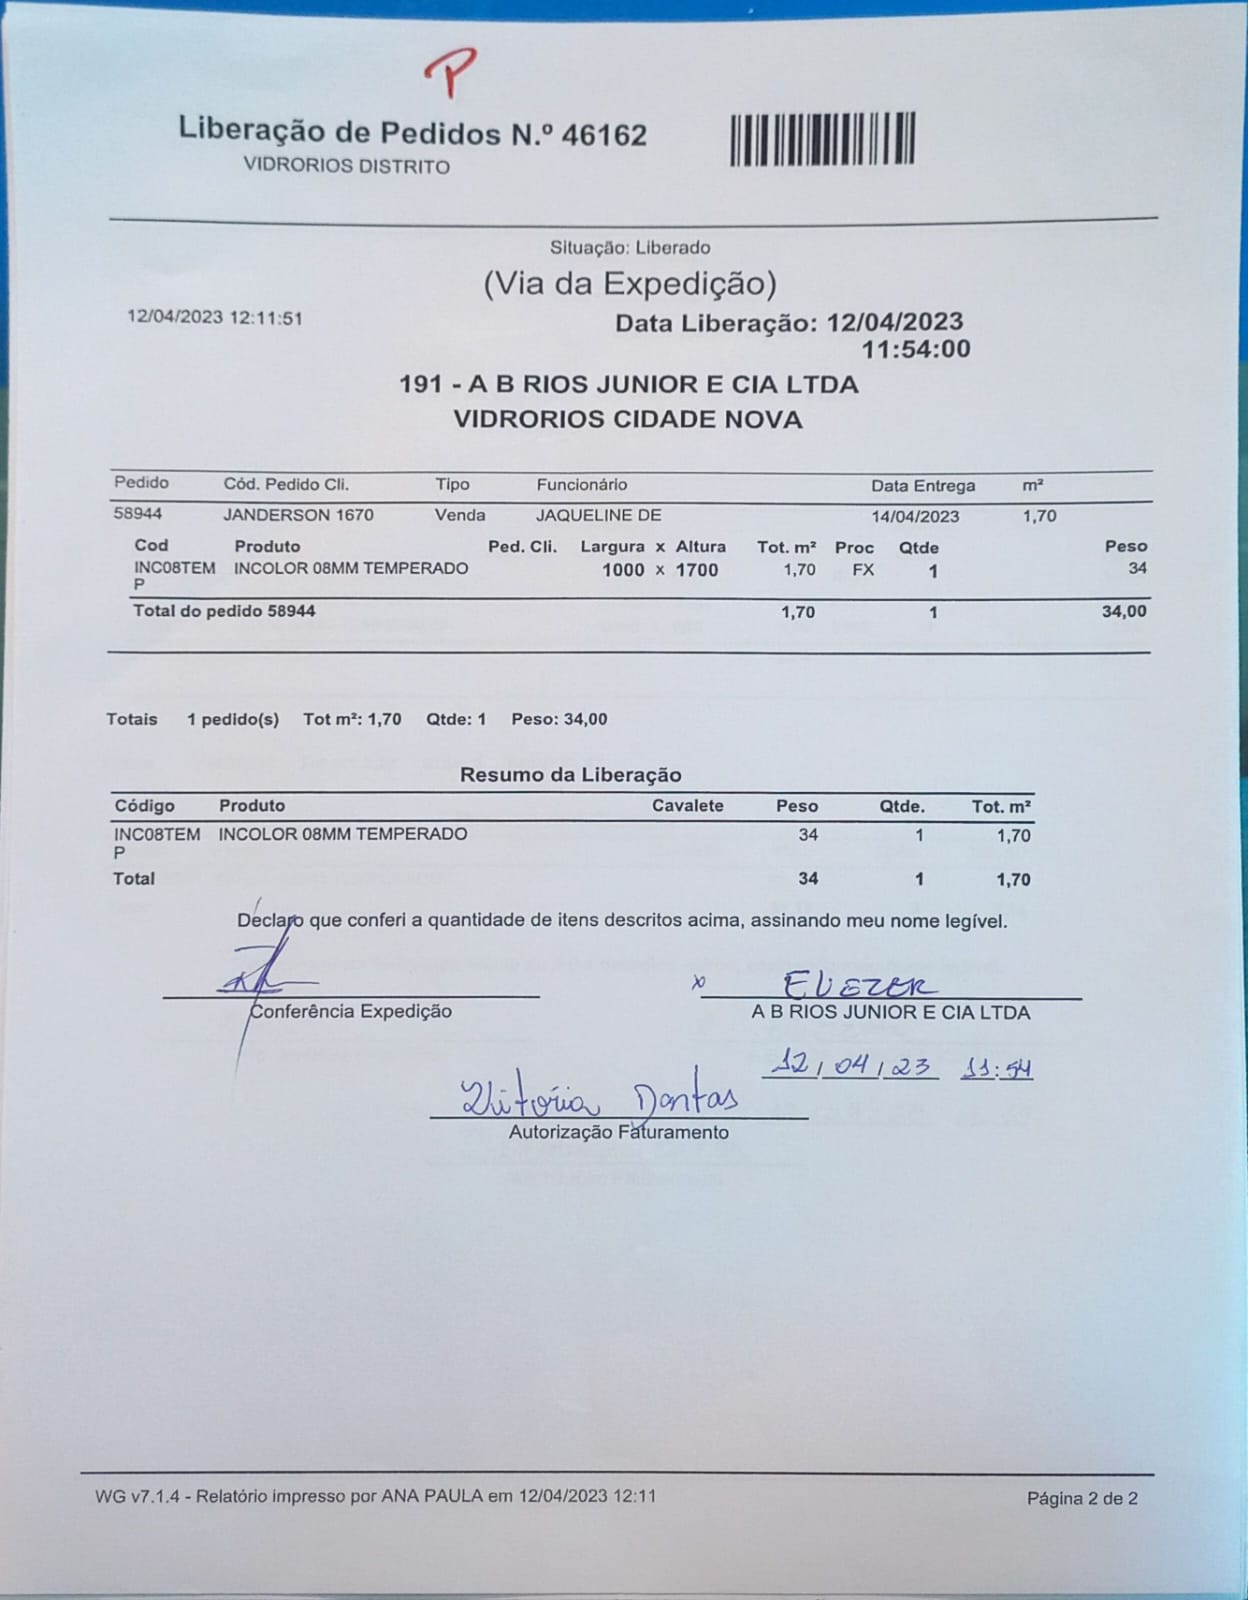 P
Liberação de Pedidos N.º 46162
VIDRORIOS DISTRITO
Situação: Liberado
(Via da Expedição)
12/04/2023 12:11:51
Data Liberação: 12/04/2023
11:54:00
191 - A B RIOS JUNIOR E CIA LTDA
VIDRORIOS CIDADE NOVA
Pedido Cód. Pedido Cli. Tipo Funcionário Data Entrega m²
58944 JANDERSON 1670 Venda JAQUELINE DE 14/04/2023 1,70
Cod Produto Ped. Cli. Largura x Altura Tot. m² Proc Qtde Peso
INC08TEM INCOLOR 08MM TEMPERADO 1000 x 1700 1,70 FX 1 34
P
Total do pedido 58944 1,70 1 34,00
Totais 1 pedido(s) Tot m²: 1,70 Qtde: 1 Peso: 34,00
Resumo da Liberação
Código Produto Cavalete Peso Qtde. Tot. m²
INC08TEM INCOLOR 08MM TEMPERADO 34 1 1,70
P
Total 34 1 1,70
Declaro que conferi a quantidade de itens descritos acima, assinando meu nome legível.
x ELIEZER
Conferência Expedição A B RIOS JUNIOR E CIA LTDA
12/04/23 11:54
Vitória Dantas
Autorização Faturamento
WG v7.1.4 - Relatório impresso por ANA PAULA em 12/04/2023 12:11 Página 2 de 2